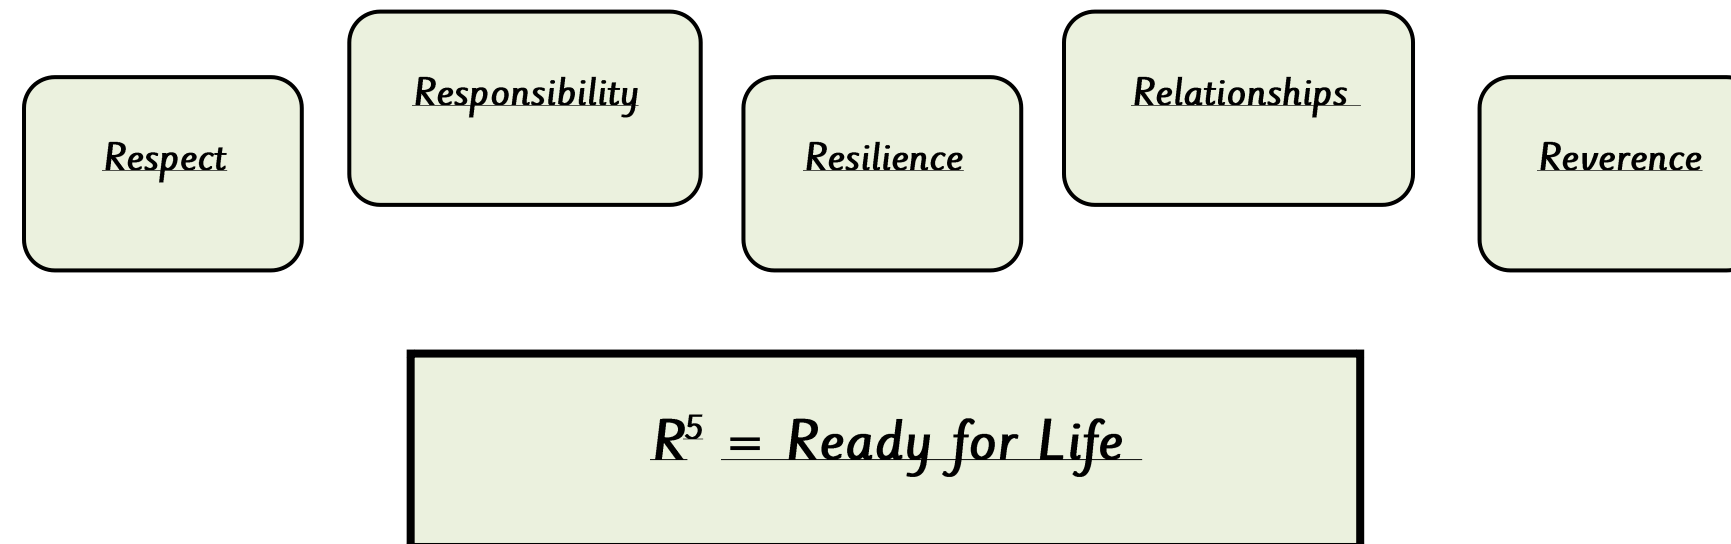 Respect
Responsibility
Resilience
Relationships
Reverence
R⁵ = Ready for Life